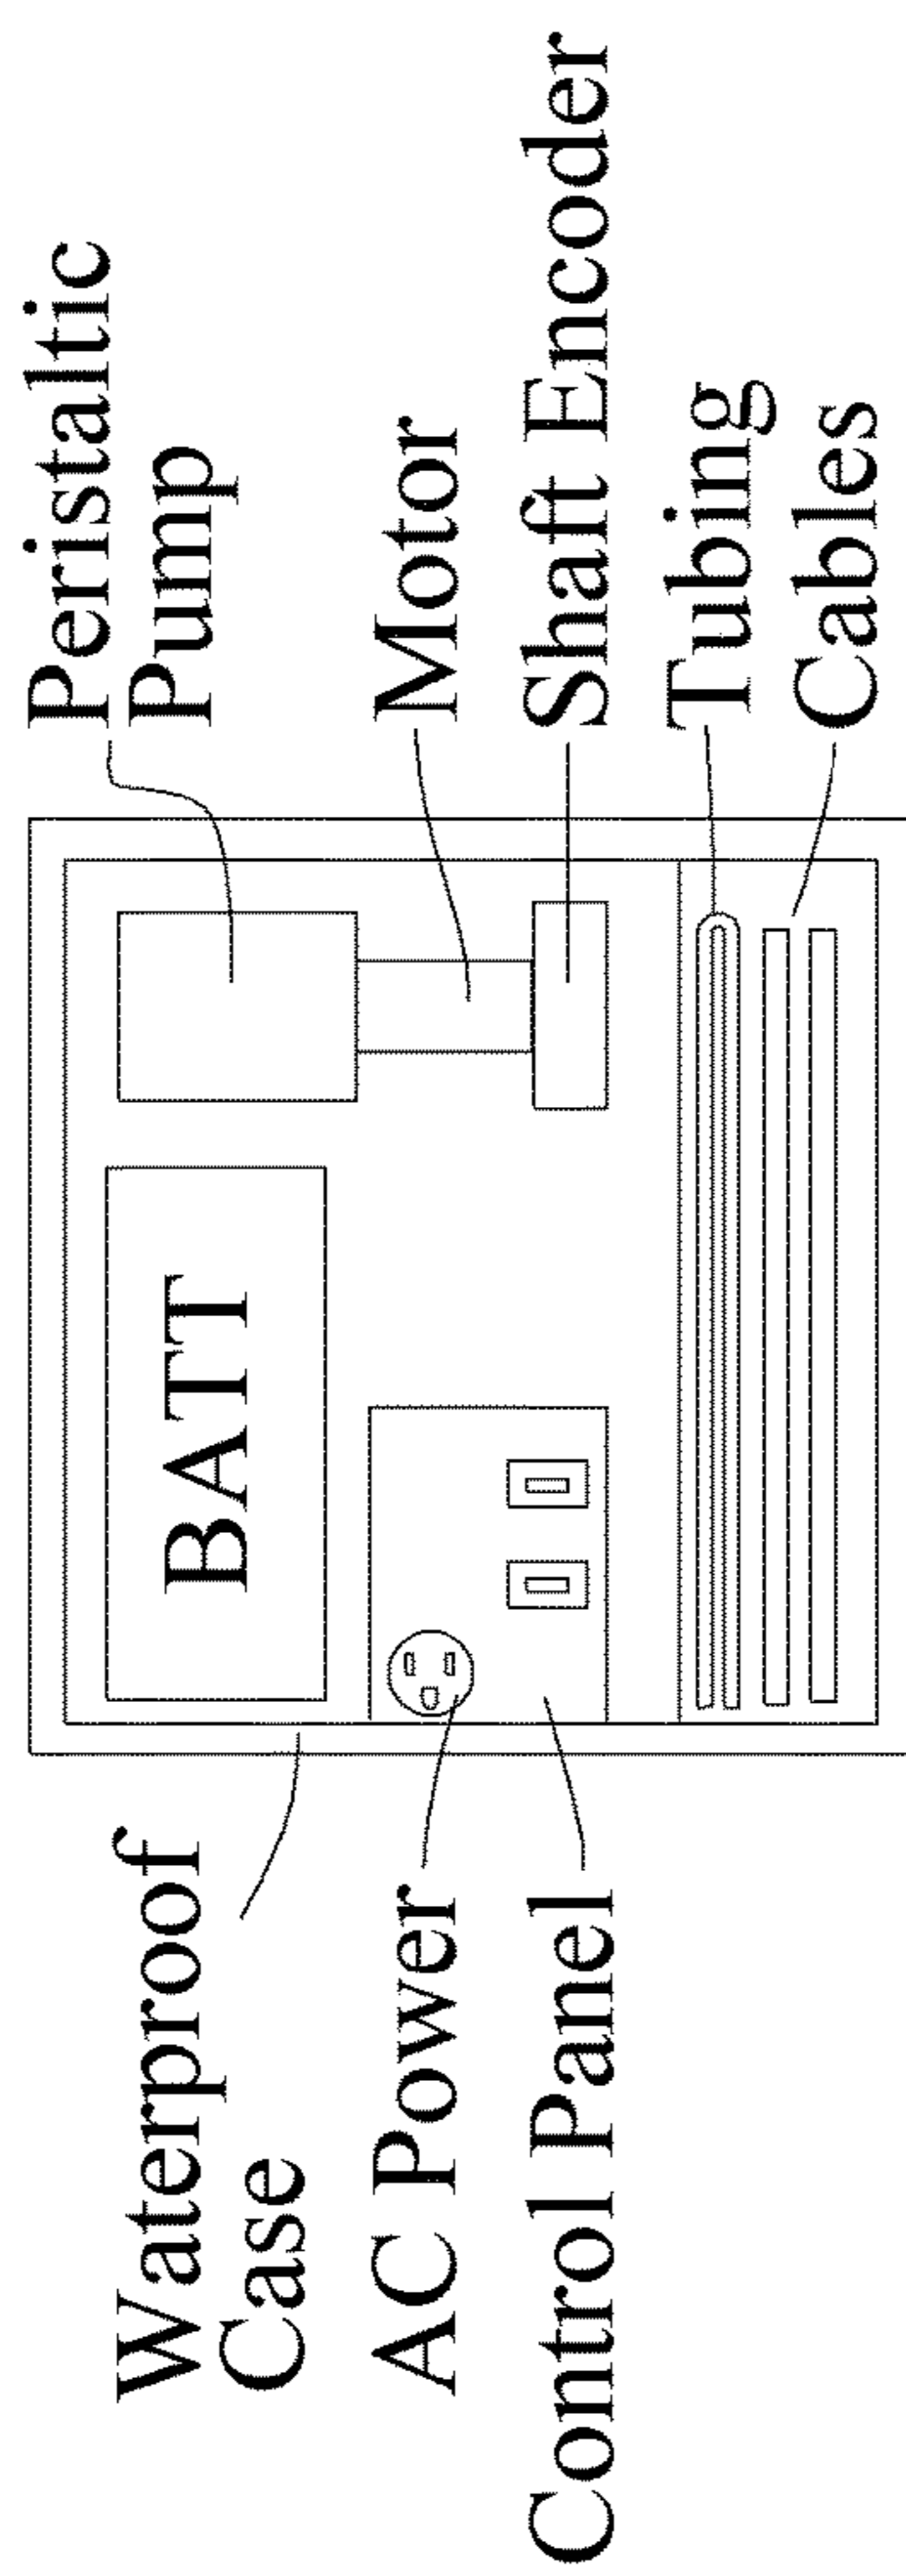 Peristaltic
Pump
Motor
Shaft Encoder
Tubing
Cables
BATT
Waterproof
Case
AC Power
Control Panel